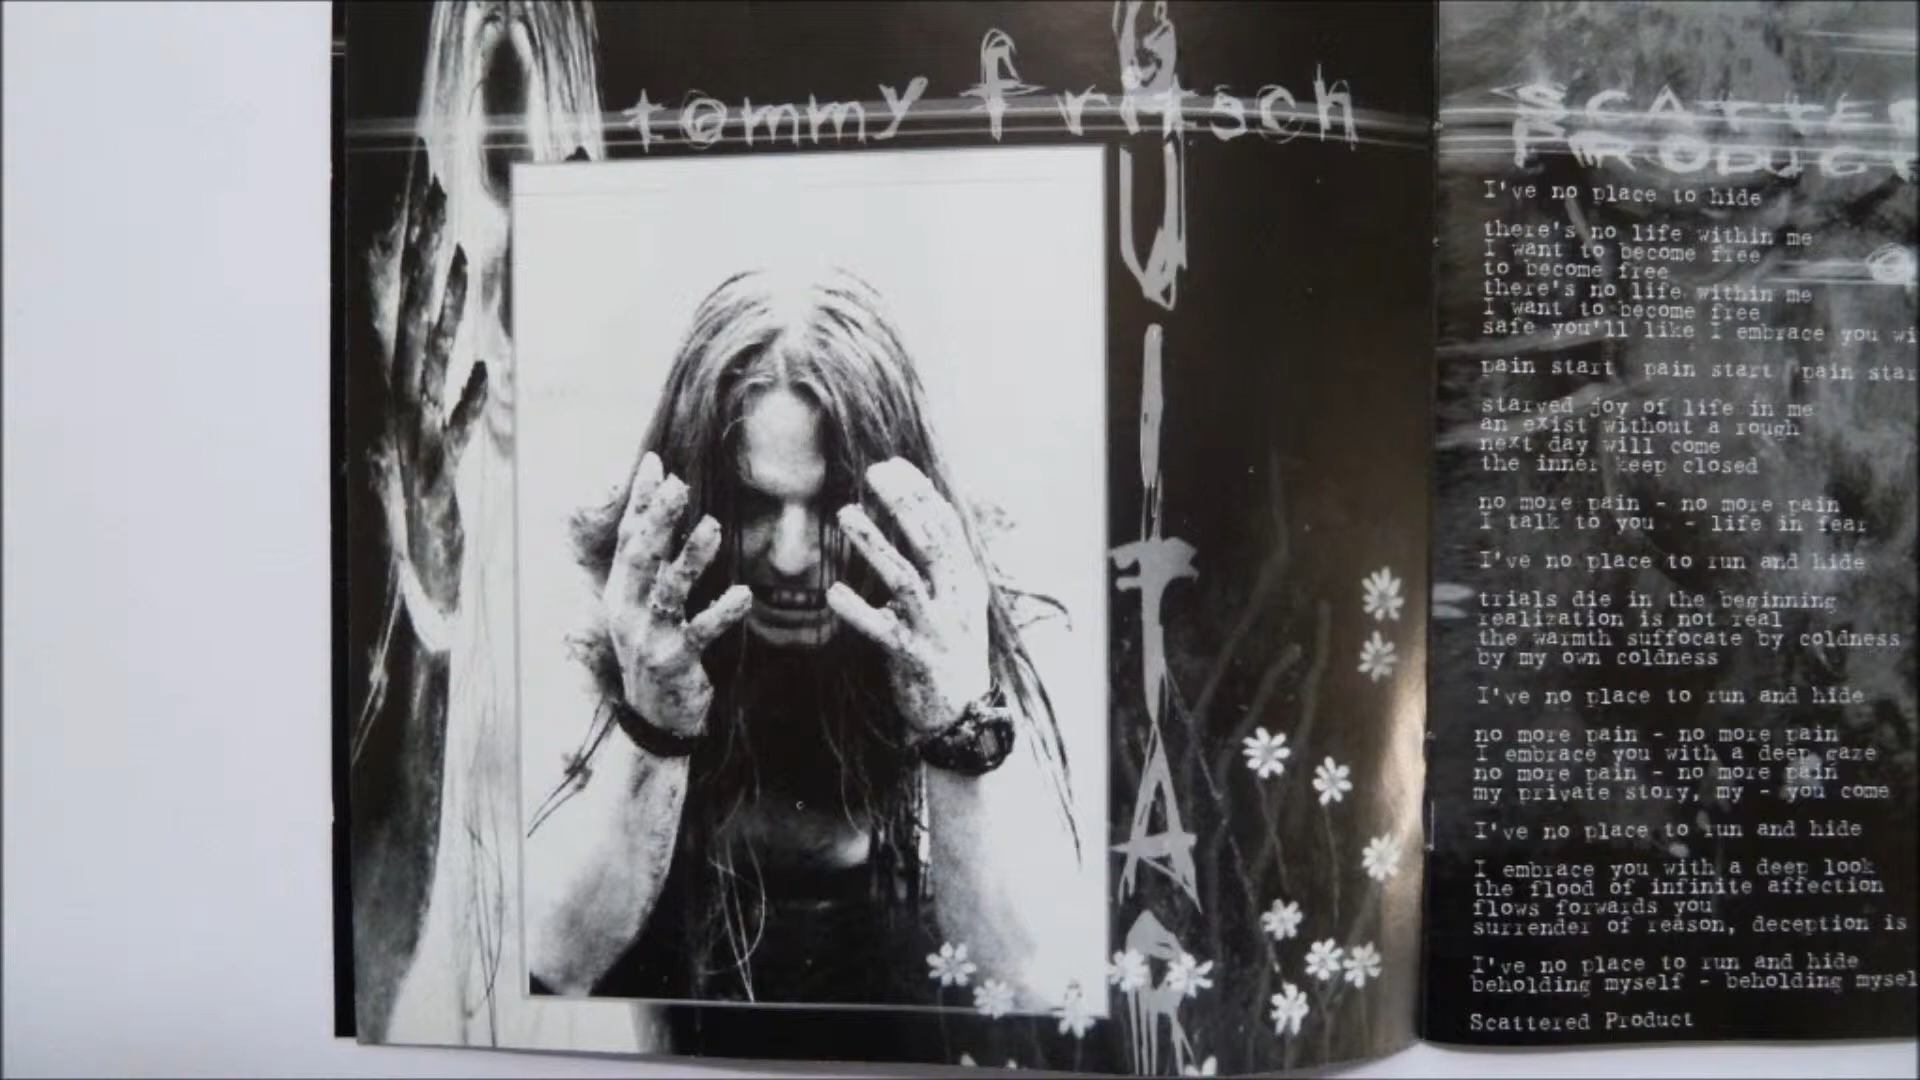 tommy fritsch
GUITAR
SCATTE
PRODUC
I've no place to hide
there's no life within me
I want to become free
to become free
there's no life within me
I want to become free
safe you'll like I embrace you wi
pain start pain start pain star
starved joy of life in me
an exist without a rough
next day will come
the inner keep closed
no more pain - no more pain
I talk to you - life in fear
I've no place to run and hide
trials die in the beginning
realization is not real
the warmth suffocate by coldness
by my own coldness
I've no place to run and hide
no more pain - no more pain
I embrace you with a deep gaze
no more pain - no more pain
my private story, my - you come
I've no place to run and hide
I embrace you with a deep look
the flood of infinite affection
flows forwards you
surrender of reason, deception is
I've no place to run and hide
beholding myself - beholding mysel
Scattered Product